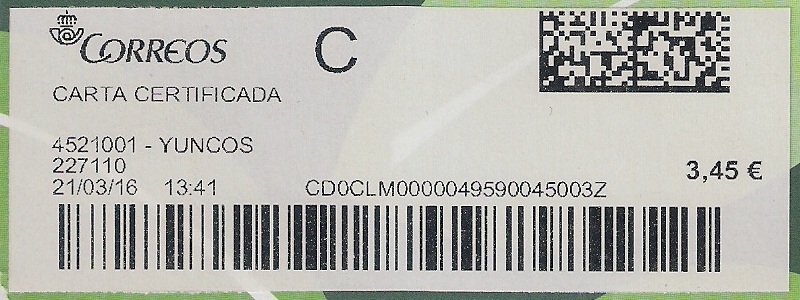 CORREOS
C
CARTA CERTIFICADA
4521001 - YUNCOS
227110
3,45 €
21/03/16 13:41 CD0CLM0000049590045003Z